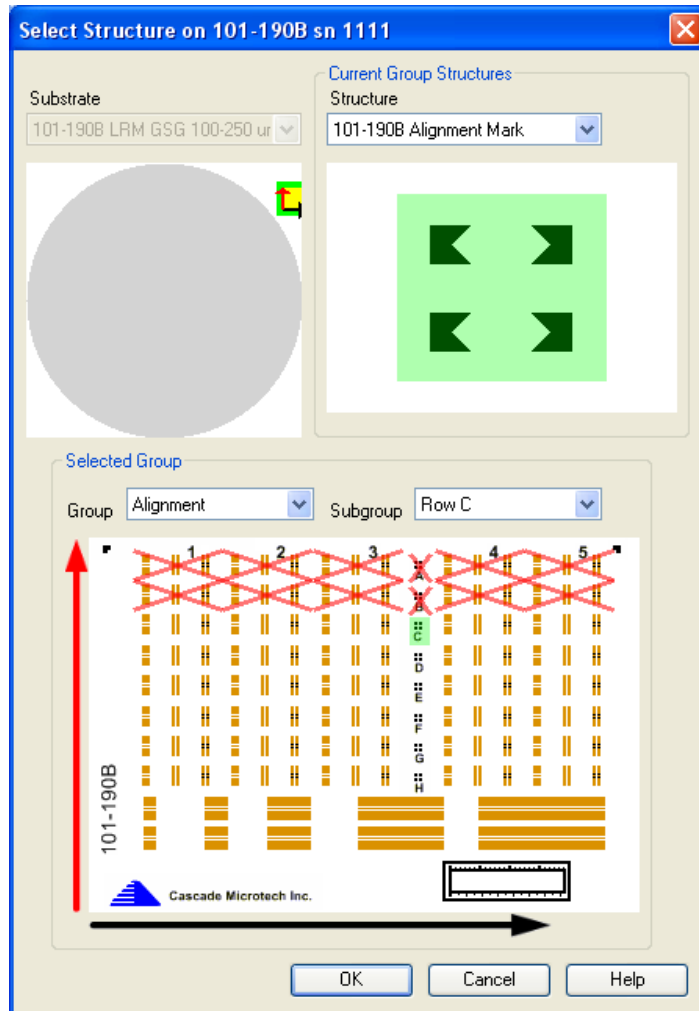 Select Structure on 101-190B sn 1111
Current Group Structures
Substrate
Structure
101-190B LRM GSG 100-250 ur
101-190B Alignment Mark
Selected Group
Group
Alignment
Subgroup
Row C
1 2 3 4 5
A
B
C
D
E
F
G
H
101-190B
Cascade Microtech Inc.
OK
Cancel
Help